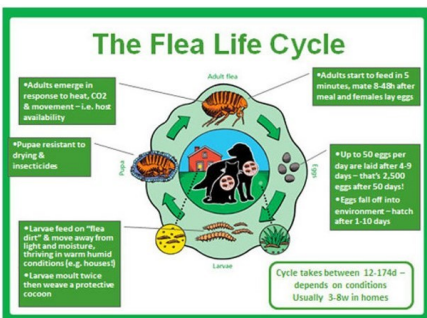 The Flea Life Cycle
Adult flea
•Adults emerge in
response to heat, CO2
& movement – i.e. host
availability
•Adults start to feed in 5
minutes, mate 8-48h after
meal and females lay eggs
•Pupae resistant to
drying &
insecticides
Pupa
Eggs
•Up to 50 eggs per
day are laid after 4-9
days – that's 2,500
eggs after 50 days!
•Eggs fall off into
environment – hatch
after 1-10 days
•Larvae feed on "flea
dirt" & move away from
light and moisture,
thriving in warm humid
conditions (e.g. houses!)
•Larvae moult twice
then weave a protective
cocoon
Larvae
Cycle takes between 12-174d –
depends on conditions
Usually 3-8w in homes